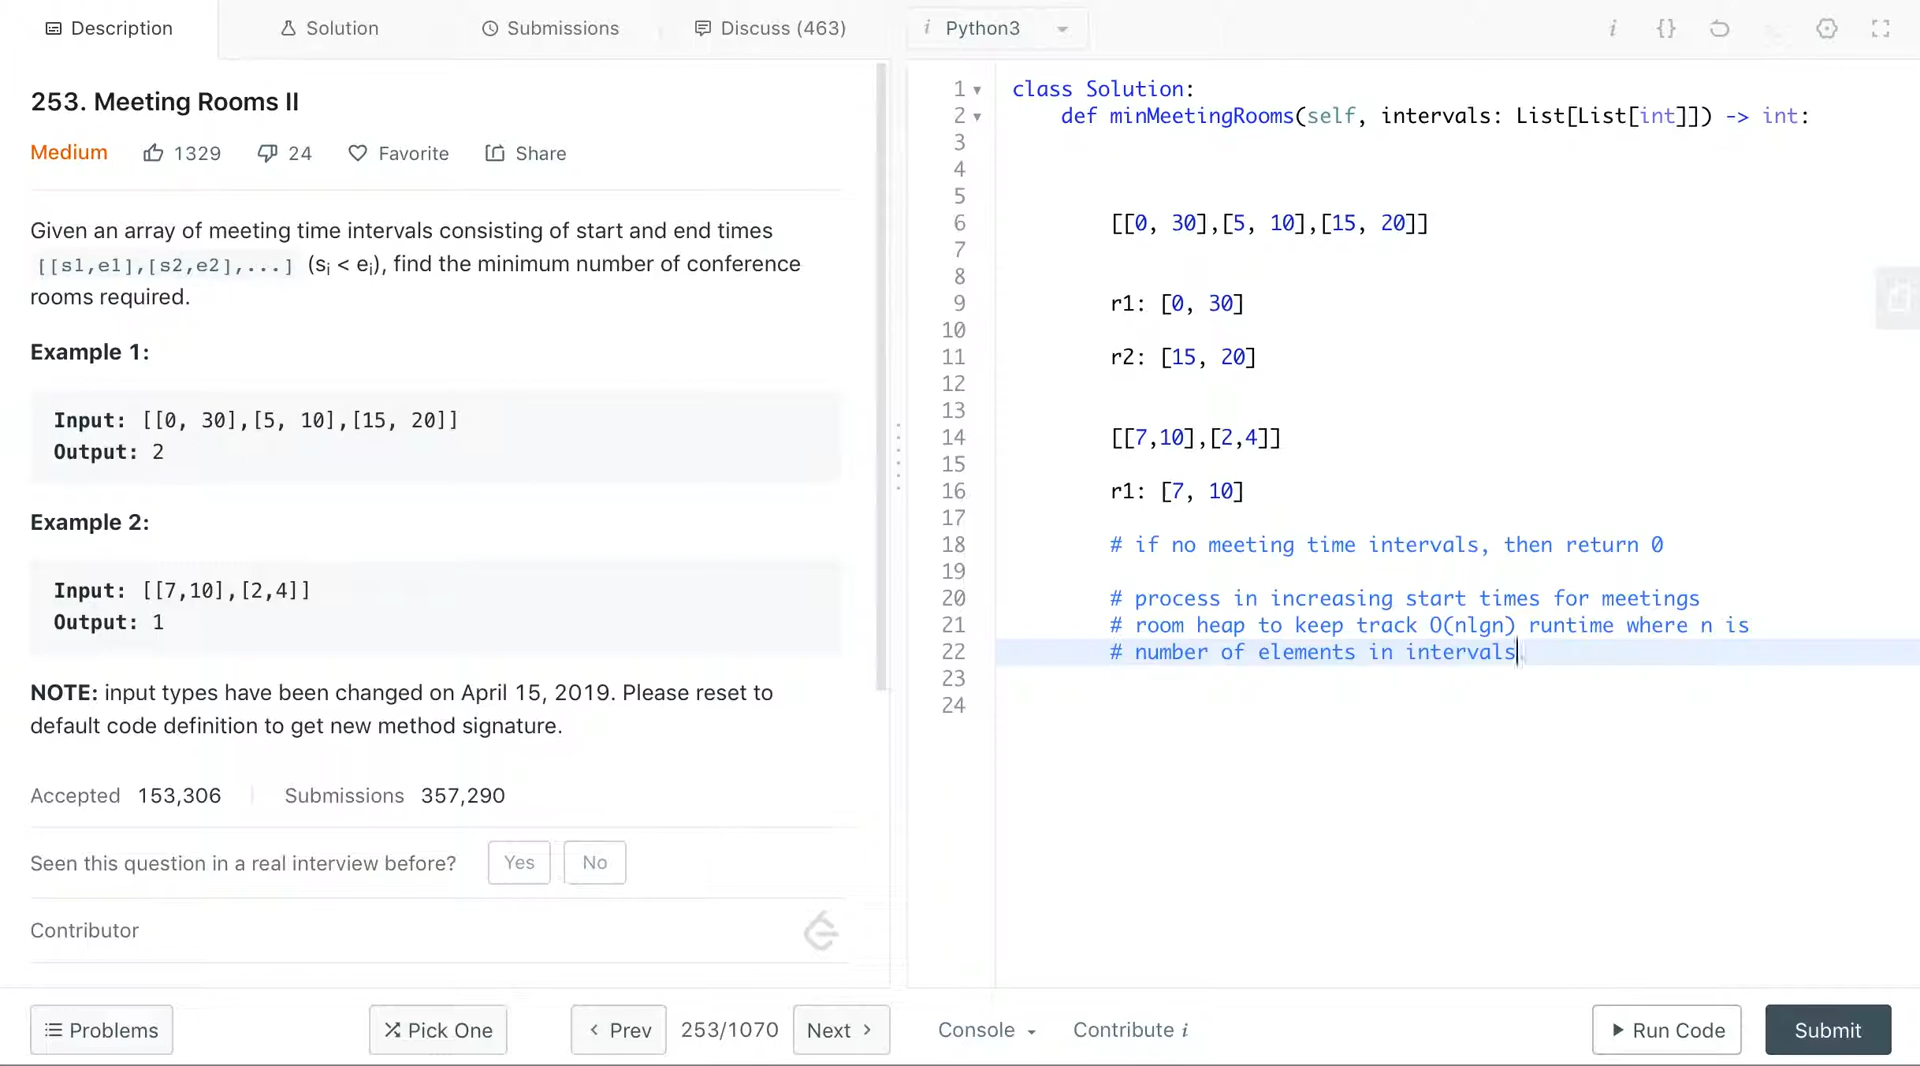 Description
Solution
Submissions
Discuss (463)
i Python3
i {}
253. Meeting Rooms II
Medium 1329 24 Favorite Share
Given an array of meeting time intervals consisting of start and end times
[[s1,e1],[s2,e2],...] (si < ei), find the minimum number of conference
rooms required.
Example 1:
Input: [[0, 30],[5, 10],[15, 20]]
Output: 2
Example 2:
Input: [[7,10],[2,4]]
Output: 1
NOTE: input types have been changed on April 15, 2019. Please reset to
default code definition to get new method signature.
Accepted 153,306 Submissions 357,290
Seen this question in a real interview before? Yes No
Contributor
1 class Solution:
2 def minMeetingRooms(self, intervals: List[List[int]]) -> int:
3
4
5
6 [[0, 30],[5, 10],[15, 20]]
7
8
9 r1: [0, 30]
10
11 r2: [15, 20]
12
13
14 [[7,10],[2,4]]
15
16 r1: [7, 10]
17
18 # if no meeting time intervals, then return 0
19
20 # process in increasing start times for meetings
21 # room heap to keep track O(nlgn) runtime where n is
22 # number of elements in intervals
23
24
Problems
Pick One
Prev 253/1070 Next
Console
Contribute i
Run Code
Submit